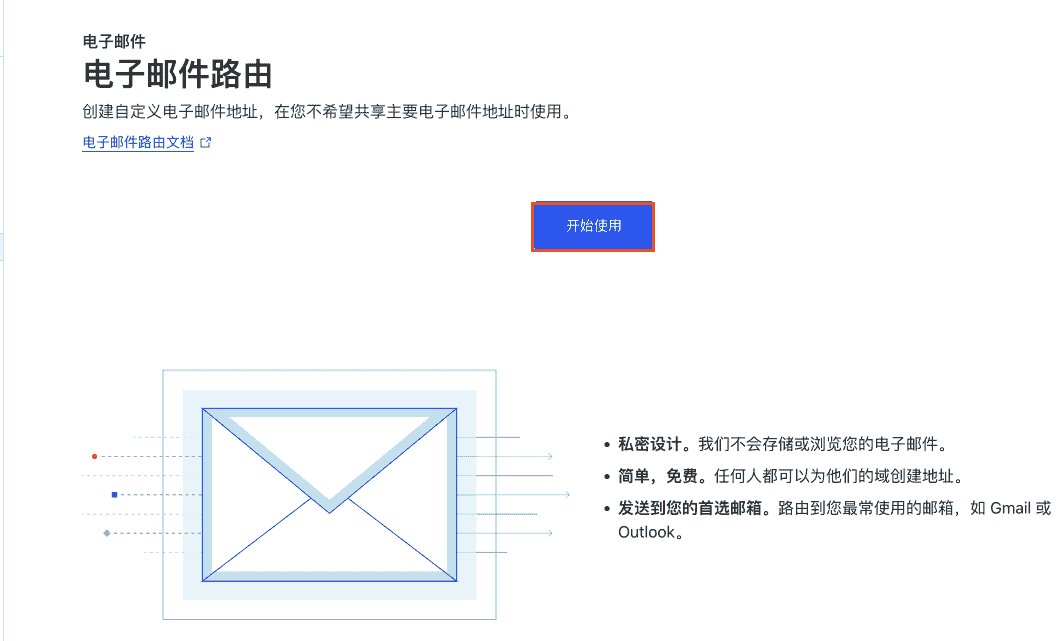 电子邮件
电子邮件路由
创建自定义电子邮件地址，在您不希望共享主要电子邮件地址时使用。
电子邮件路由文档
开始使用
私密设计。我们不会存储或浏览您的电子邮件。
简单，免费。任何人都可以为他们的域创建地址。
发送到您的首选邮箱。路由到您最常使用的邮箱，如 Gmail 或
Outlook。